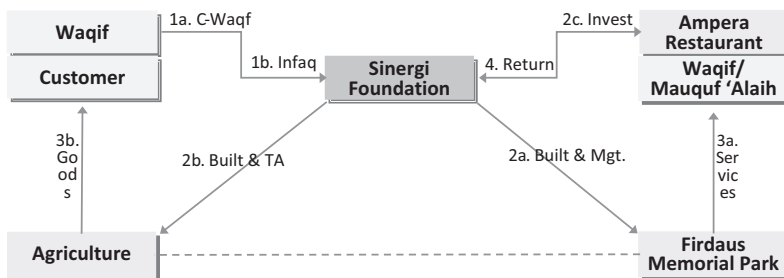 Waqif
1a. C-Waqf
2c. Invest
Ampera
Restaurant
Customer
1b. Infaq
Sinergi
Foundation
4. Return
Waqif/
Mauquf ‘Alaih
3b.
Go
od
s
2b. Built & TA
2a. Built & Mgt.
3a.
Ser
vic
es
Agriculture
Firdaus
Memorial Park